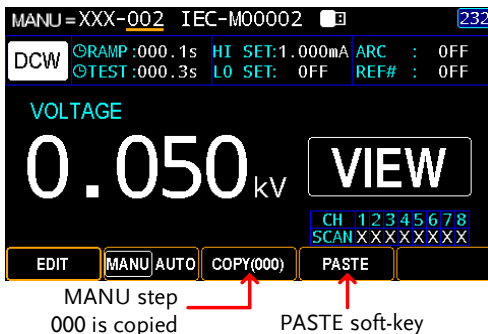 MANU=XXX-002 IEC-M00002 232
DCW RAMP:000.1s HI SET:1.000mA ARC : OFF
TEST:000.3s LO SET: OFF REF# : OFF
VOLTAGE
0.050kV VIEW
CH 12345678
SCAN XXXXXXXX
EDIT MANU AUTO COPY(000) PASTE
MANU step
000 is copied
PASTE soft-key